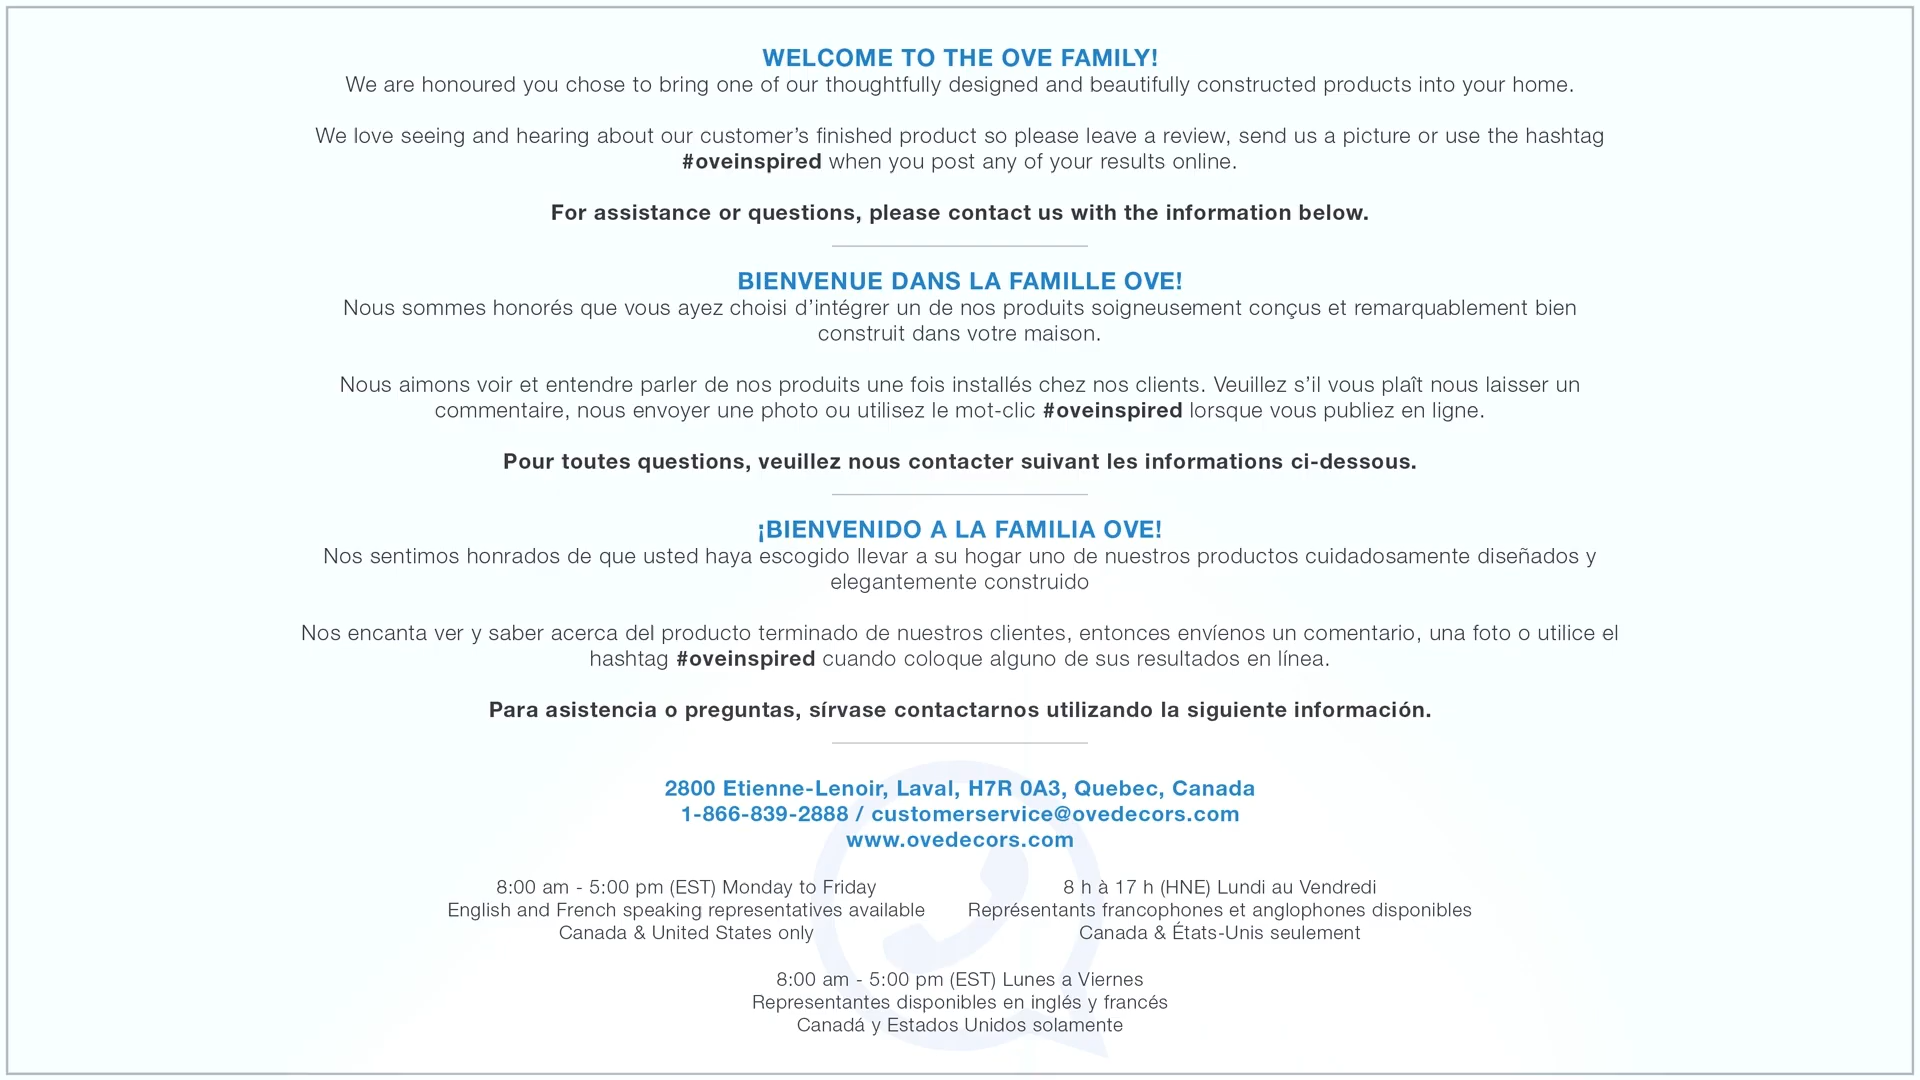 WELCOME TO THE OVE FAMILY!
We are honoured you chose to bring one of our thoughtfully designed and beautifully constructed products into your home.
We love seeing and hearing about our customer’s finished product so please leave a review, send us a picture or use the hashtag
#oveinspired when you post any of your results online.
For assistance or questions, please contact us with the information below.
BIENVENUE DANS LA FAMILLE OVE!
Nous sommes honorés que vous ayez choisi d’intégrer un de nos produits soigneusement conçus et remarquablement bien
construit dans votre maison.
Nous aimons voir et entendre parler de nos produits une fois installés chez nos clients. Veuillez s’il vous plaît nous laisser un
commentaire, nous envoyer une photo ou utilisez le mot-clic #oveinspired lorsque vous publiez en ligne.
Pour toutes questions, veuillez nous contacter suivant les informations ci-dessous.
¡BIENVENIDO A LA FAMILIA OVE!
Nos sentimos honrados de que usted haya escogido llevar a su hogar uno de nuestros productos cuidadosamente diseñados y
elegantemente construido
Nos encanta ver y saber acerca del producto terminado de nuestros clientes, entonces envíenos un comentario, una foto o utilice el
hashtag #oveinspired cuando coloque alguno de sus resultados en línea.
Para asistencia o preguntas, sírvase contactarnos utilizando la siguiente información.
2800 Etienne-Lenoir, Laval, H7R 0A3, Quebec, Canada
1-866-839-2888 / customerservice@ovedecors.com
www.ovedecors.com
8:00 am - 5:00 pm (EST) Monday to Friday
English and French speaking representatives available
Canada & United States only
8 h à 17 h (HNE) Lundi au Vendredi
Représentants francophones et anglophones disponibles
Canada & États-Unis seulement
8:00 am - 5:00 pm (EST) Lunes a Viernes
Representantes disponibles en inglés y francés
Canadá y Estados Unidos solamente